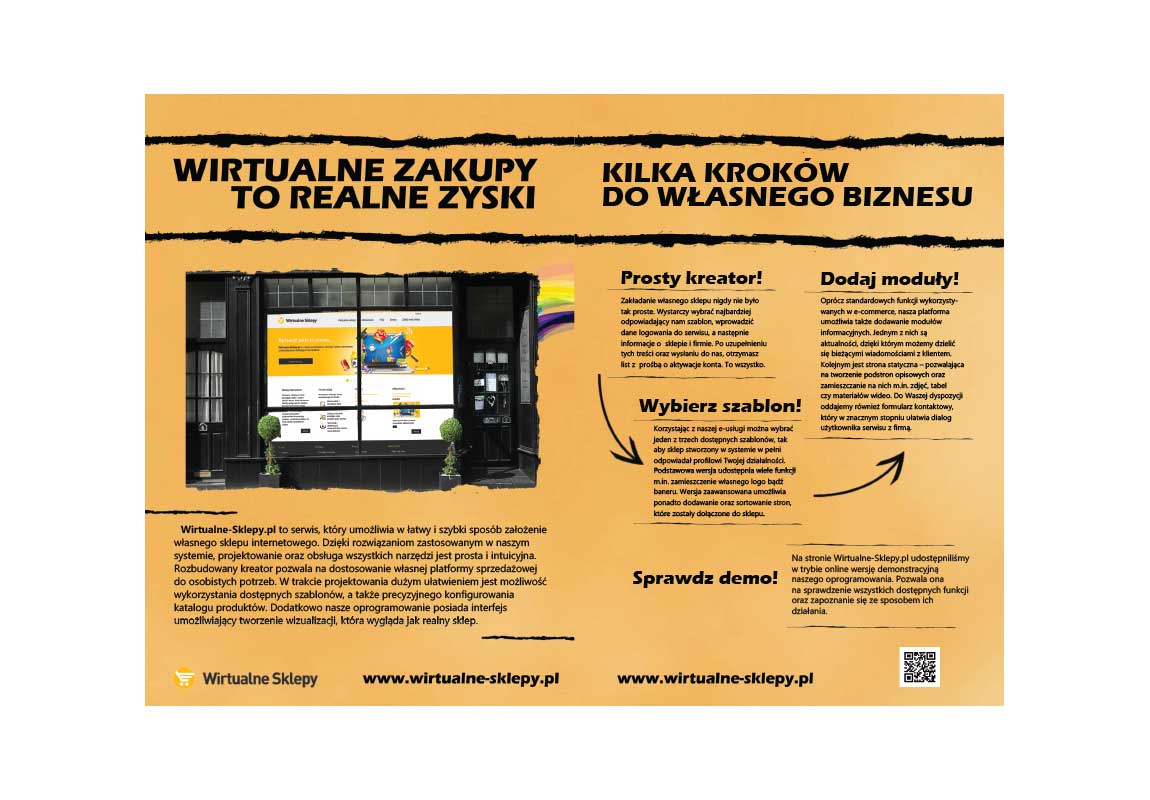 WIRTUALNE ZAKUPY
TO REALNE ZYSKI
Wirtualne Sklepy
Wirtualne-Sklepy.pl to serwis, który umożliwia w łatwy i szybki sposób założenie
własnego sklepu internetowego. Dzięki rozwiązaniom zastosowanym w naszym
systemie, projektowanie oraz obsługa wszystkich narzędzi jest prosta i intuicyjna.
Rozbudowany kreator pozwala na dostosowanie własnej platformy sprzedażowej
do osobistych potrzeb. W trakcie projektowania dużym ułatwieniem jest możliwość
wykorzystania dostępnych szablonów, a także precyzyjnego konfigurowania
katalogu produktów. Dodatkowo nasze oprogramowanie posiada interfejs
umożliwiający tworzenie wizualizacji, która wygląda jak realny sklep.
Wirtualne Sklepy
www.wirtualne-sklepy.pl
KILKA KROKÓW
DO WŁASNEGO BIZNESU
Prosty kreator!
Zakładanie własnego sklepu nigdy nie było
tak proste. Wystarczy wybrać najbardziej
odpowiadający nam szablon, wprowadzić
dane logowania do serwisu, a następnie
informacje o sklepie i firmie. Po uzupełnieniu
tych treści oraz wysłaniu do nas, otrzymasz
list z prośbą o aktywacje konta. To wszystko.
Wybierz szablon!
Korzystając z naszej e-usługi można wybrać
jeden z trzech dostępnych szablonów, tak
aby sklep stworzony w systemie w pełni
odpowiadał profilowi Twojej działalności.
Podstawowa wersja udostępnia wiele funkcji
m.in. zamieszczenie własnego logo bądź
baneru. Wersja zaawansowana umożliwia
ponadto dodawanie oraz sortowanie stron,
które zostały dołączone do sklepu.
Dodaj moduły!
Oprócz standardowych funkcji wykorzysty-
wanych w e-commerce, nasza platforma
umożliwia także dodawanie modułów
informacyjnych. Jednym z nich są
aktualności, dzięki którym możemy dzielić
się bieżącymi wiadomościami z klientem.
Kolejnym jest strona statyczna – pozwalająca
na tworzenie podstron opisowych oraz
zamieszczanie na nich m.in. zdjęć, tabel
czy materiałów wideo. Do Waszej dyspozycji
oddajemy również formularz kontaktowy,
który w znacznym stopniu ułatwia dialog
użytkownika serwisu z firmą.
Sprawdz demo!
Na stronie Wirtualne-Sklepy.pl udostępniliśmy
w trybie online wersję demonstracyjną
naszego oprogramowania. Pozwala ona
na sprawdzenie wszystkich dostępnych funkcji
oraz zapoznanie się ze sposobem ich
działania.
www.wirtualne-sklepy.pl